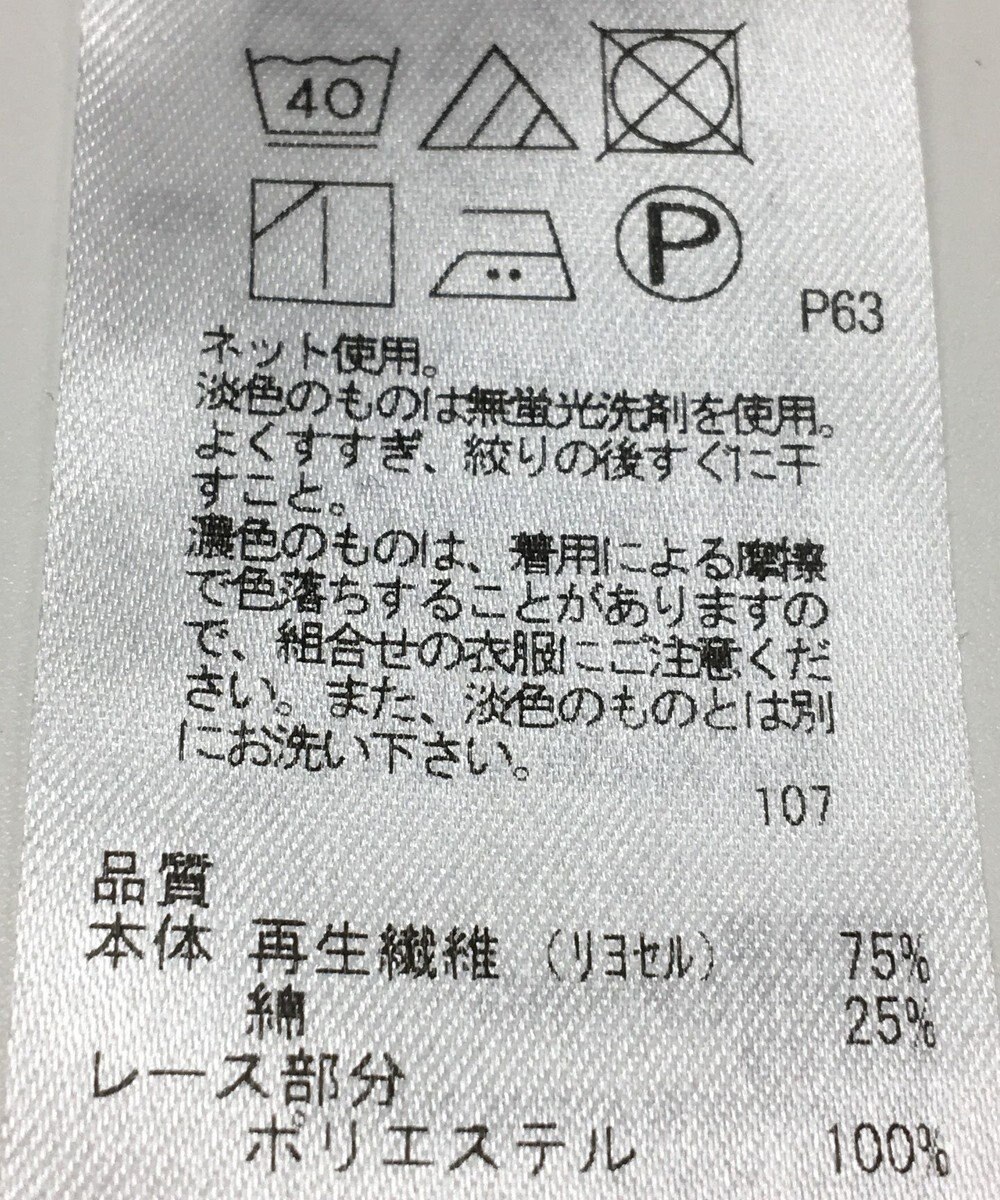 40
P
P63
ネット使用。
淡色のものは無蛍光洗剤を使用。
よくすすぎ、絞りの後すぐに干
すこと。
濃色のものは、着用による摩擦
で色落ちすることがありますの
で、組合せの衣服にご注意くだ
さい。また、淡色のものとは別
にお洗い下さい。
107
品質
本体 再生繊維 (リヨセル) 75%
綿 25%
レース部分
ポリエステル 100%